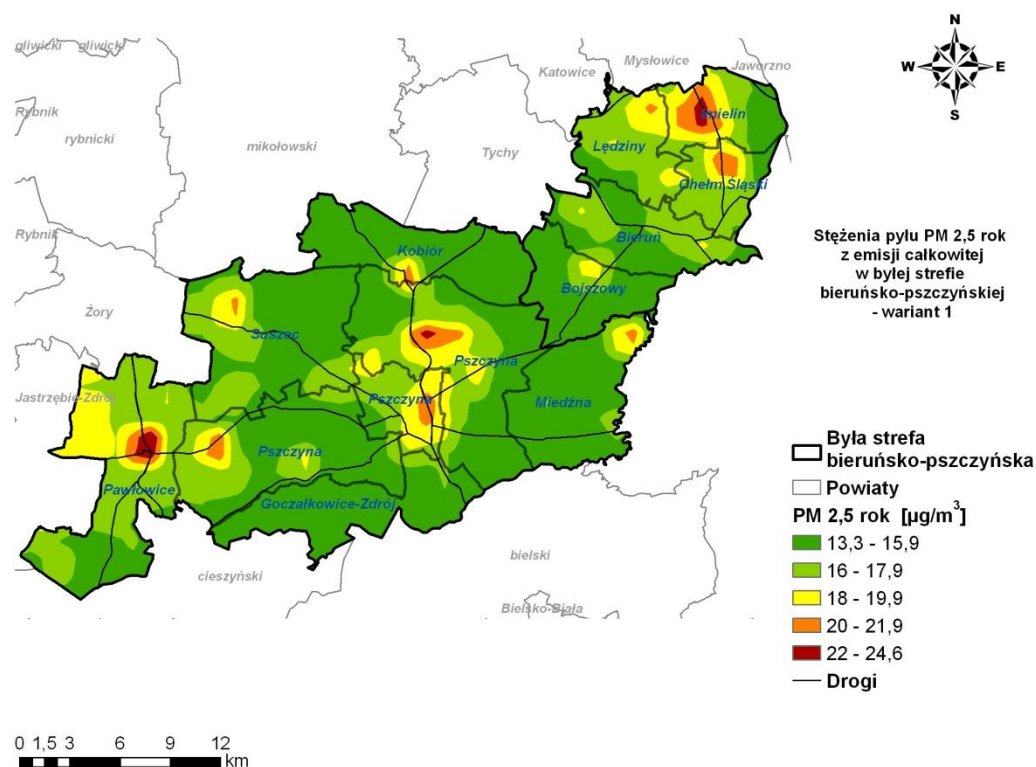 N
W E
S
gliwicki
gliwicki
Mysłowice
Jaworzno
Katowice
Rybnik
rybnicki
mikołowski
Tychy
Imielin
Lędziny
Chełm Śląski
Rybnik
Kobiór
Bieruń
Bojszowy
Stężenia pyłu PM 2,5 rok
z emisji całkowitej
w byłej strefie
bieruńsko-pszczyńskiej
- wariant 1
Żory
Suszec
Pszczyna
Jastrzębie-Zdrój
Pszczyna
Miedźna
Pszczyna
Pawłowice
Goczałkowice-Zdrój
cieszyński
bielski
Bielsko-Biała
Była strefa
bieruńsko-pszczyńska
Powiaty
PM 2,5 rok [µg/m³]
13,3 - 15,9
16 - 17,9
18 - 19,9
20 - 21,9
22 - 24,6
Drogi
0 1,5 3 6 9 12
km